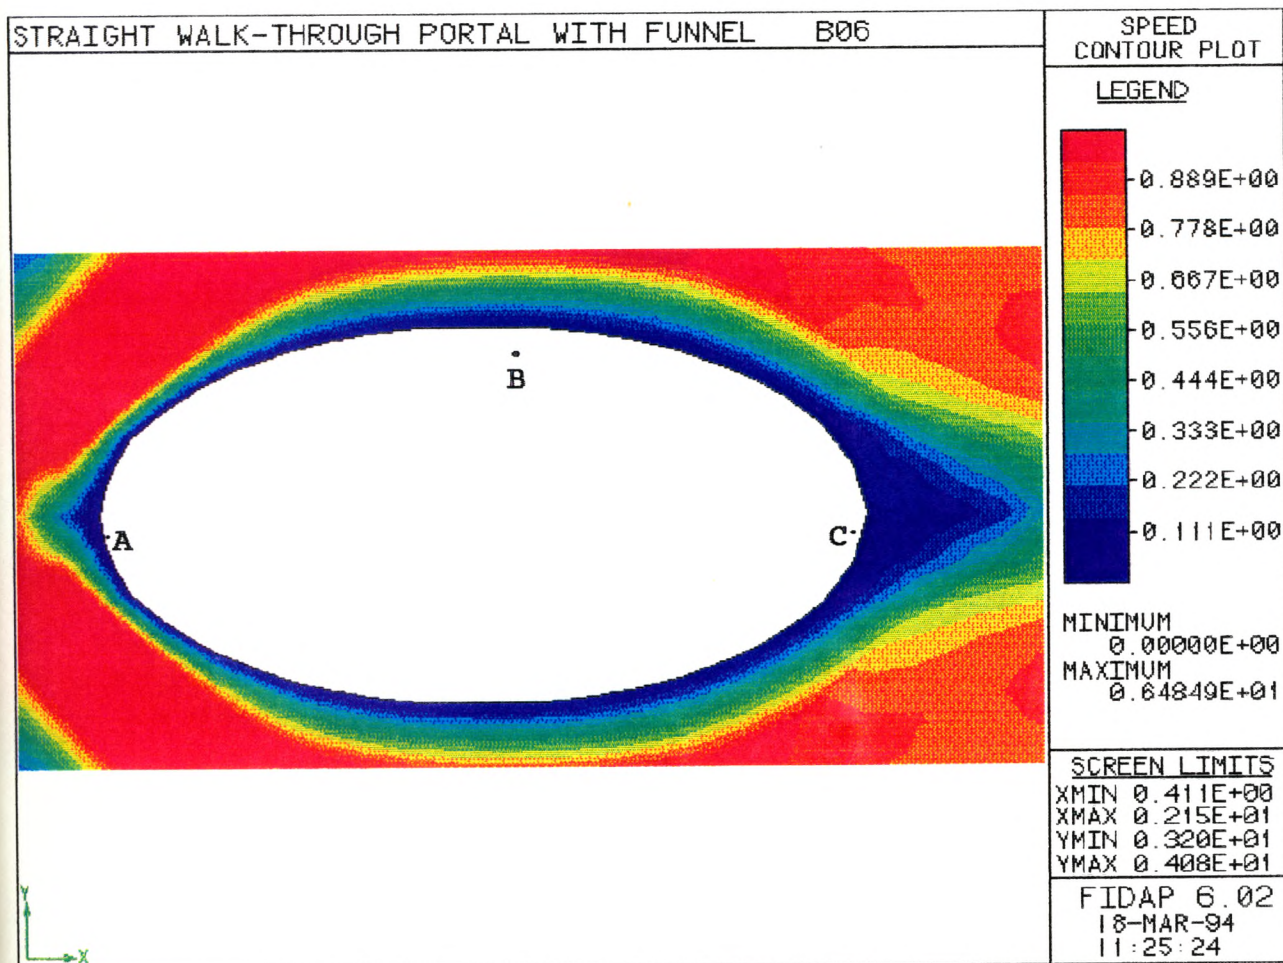 STRAIGHT WALK-THROUGH PORTAL WITH FUNNEL B06
SPEED
CONTOUR PLOT
LEGEND
0.889E+00
0.778E+00
0.667E+00
0.556E+00
0.444E+00
0.333E+00
0.222E+00
0.111E+00
MINIMUM
0.00000E+00
MAXIMUM
0.64849E+01
SCREEN LIMITS
XMIN 0.411E+00
XMAX 0.215E+01
YMIN 0.320E+01
YMAX 0.408E+01
FIDAP 6.02
18-MAR-94
11:25:24
B
A
C
Y
X